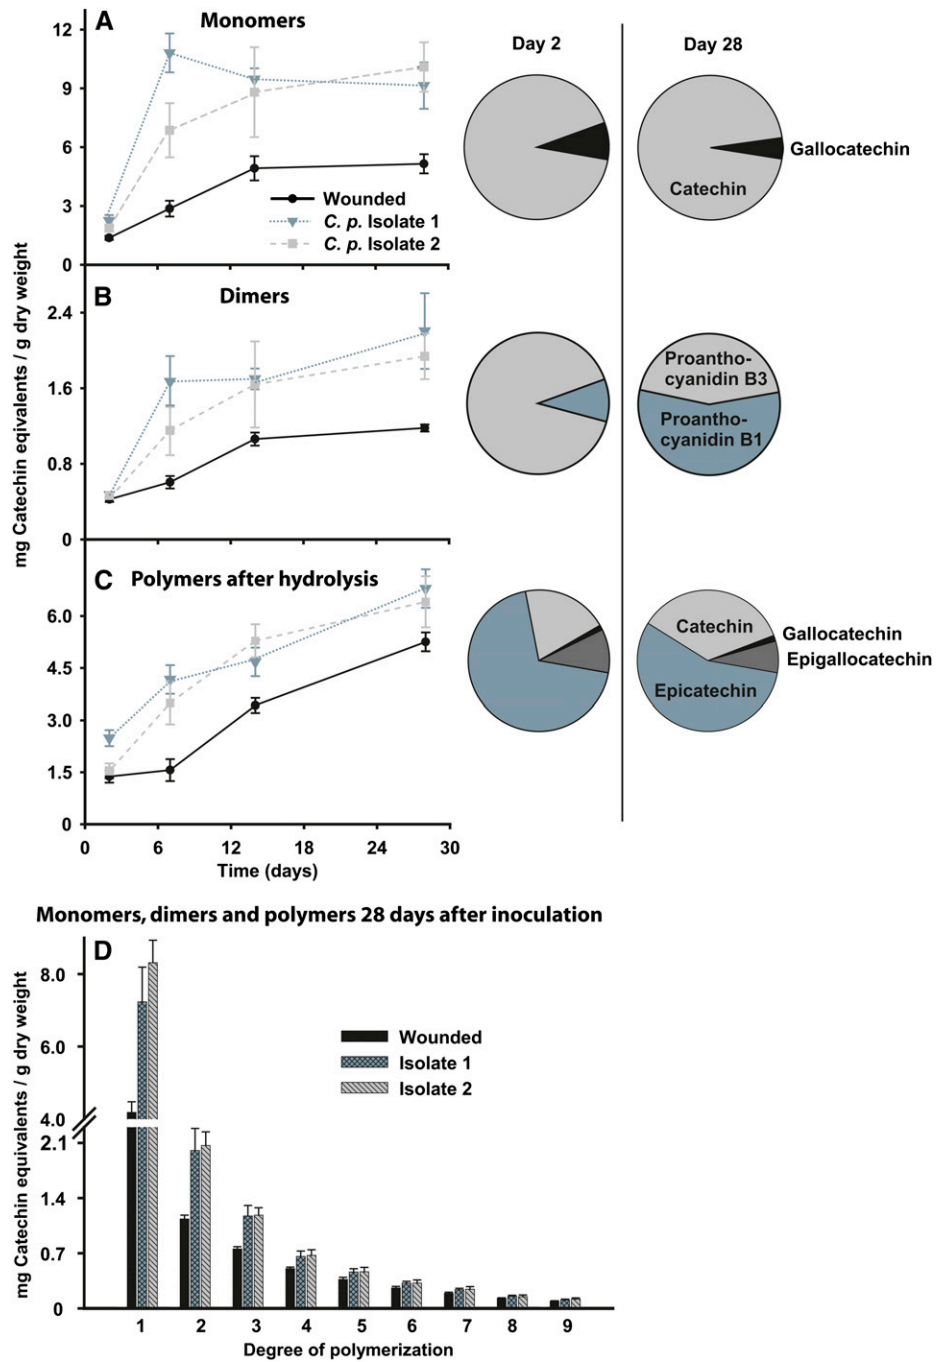 A
Monomers
12
9
6
3
0
Wounded
C. p. Isolate 1
C. p. Isolate 2
Day 2
Day 28
Gallocatechin
Catechin
mg Catechin eqivalents / g dry weight
B
Dimers
2.4
1.6
0.8
0
Proantho-
cyanidin B3
Proantho-
cyanidin B1
C
Polymers after hydrolysis
6.0
4.5
3.0
1.5
0
0 6 12 18 24 30
Time (days)
Catechin
Gallocatechin
Epigallocatechin
Epicatechin
Monomers, dimers and polymers 28 days after inoculation
D
mg Catechin equivalents / g dry weight
8.0
6.0
4.0
2.1
1.4
0.7
0
Wounded
Isolate 1
Isolate 2
1 2 3 4 5 6 7 8 9
Degree of polymerization